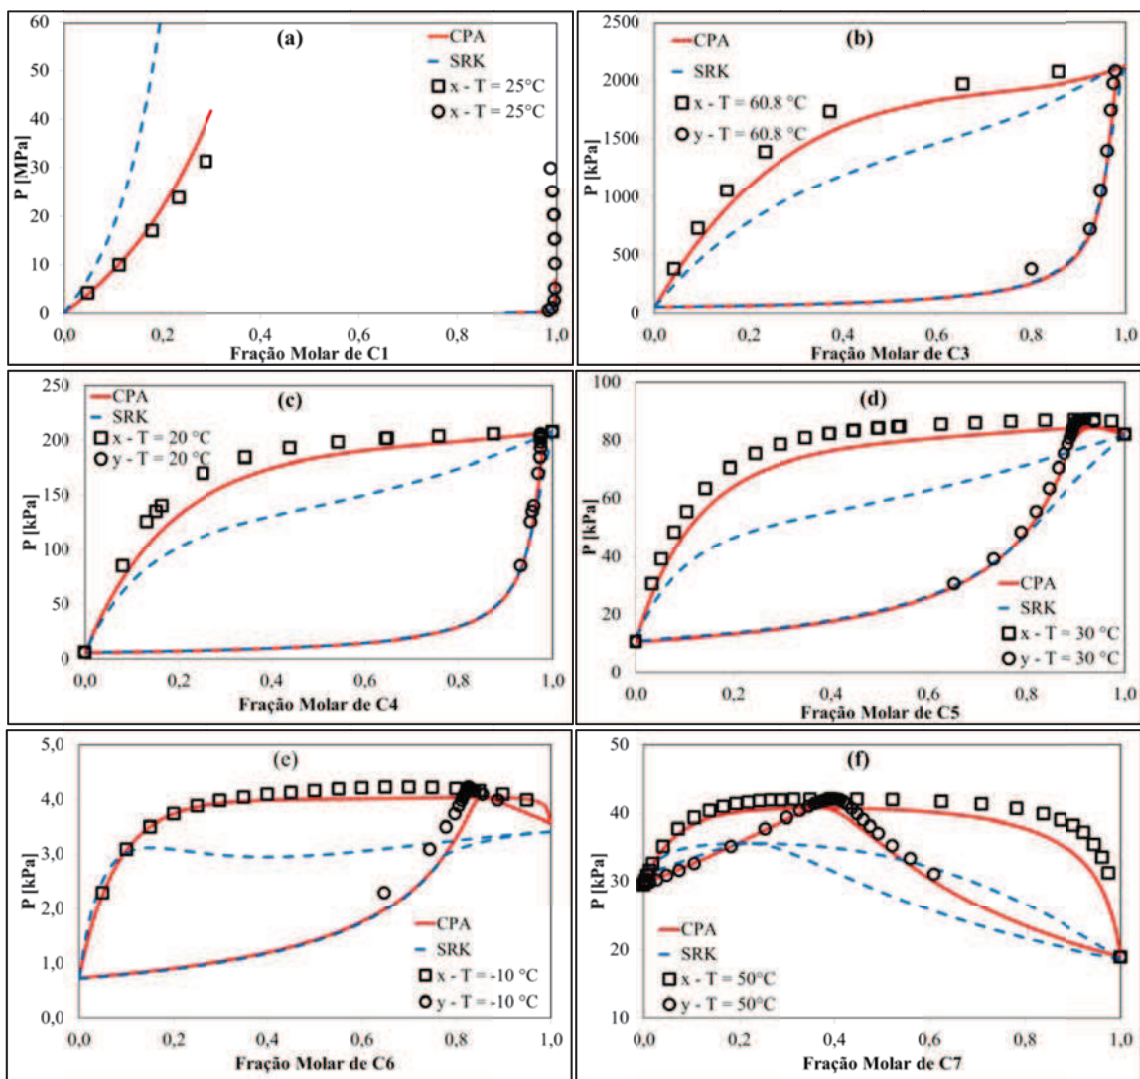 (a)
CPA
SRK
x - T = 25°C
x - T = 25°C
P [MPa]
60
50
40
30
20
10
0
0,0 0,2 0,4 0,6 0,8 1,0
Fração Molar de C1
(b)
CPA
SRK
x - T = 60.8 °C
y - T = 60.8 °C
P [kPa]
2500
2000
1500
1000
500
0
0,0 0,2 0,4 0,6 0,8 1,0
Fração Molar de C3
(c)
CPA
SRK
x - T = 20 °C
y - T = 20 °C
P [kPa]
250
200
150
100
50
0
0,0 0,2 0,4 0,6 0,8 1,0
Fração Molar de C4
(d)
CPA
SRK
x - T = 30 °C
y - T = 30 °C
P [kPa]
100
80
60
40
20
0
0,0 0,2 0,4 0,6 0,8 1,0
Fração Molar de C5
(e)
CPA
SRK
x - T = -10 °C
y - T = -10 °C
P [kPa]
5,0
4,0
3,0
2,0
1,0
0,0
0,0 0,2 0,4 0,6 0,8 1,0
Fração Molar de C6
(f)
CPA
SRK
x - T = 50°C
y - T = 50°C
P [kPa]
50
40
30
20
10
0,0 0,2 0,4 0,6 0,8 1,0
Fração Molar de C7